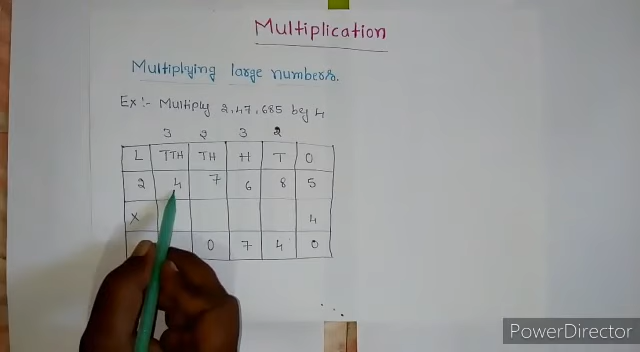 Multiplication
Multiplying large numbers.
Ex:- Multiply 2,47,685 by 4
3 2 3 2
L TTH TH H T O
2 4 7 6 8 5
X 4
0 7 4 0
PowerDirector